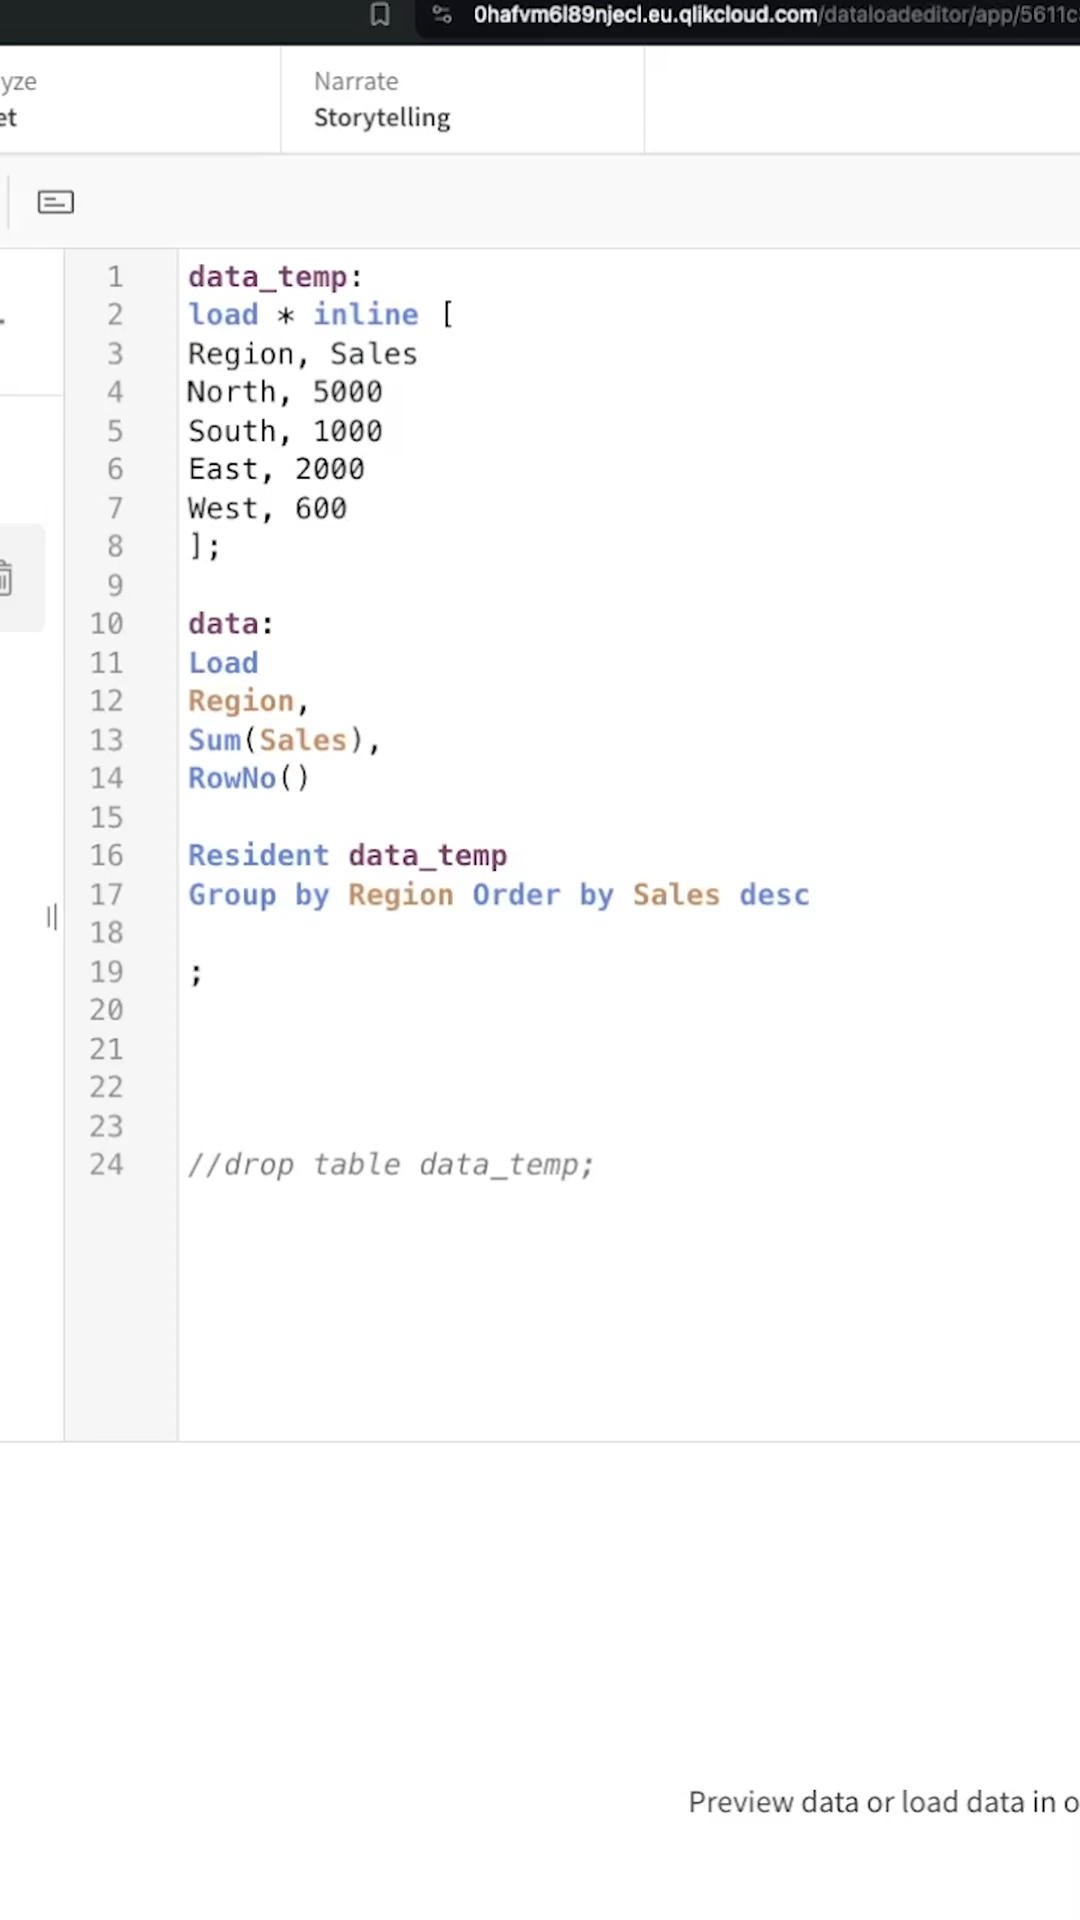 0hafvm6l89njecl.eu.qlikcloud.com/dataloadeditor/app/5611c
yze
et
Narrate
Storytelling
1 data_temp:
2 load * inline [
3 Region, Sales
4 North, 5000
5 South, 1000
6 East, 2000
7 West, 600
8 ];
9
10 data:
11 Load
12 Region,
13 Sum(Sales),
14 RowNo()
15
16 Resident data_temp
17 Group by Region Order by Sales desc
18
19 ;
20
21
22
23
24 //drop table data_temp;
Preview data or load data in o